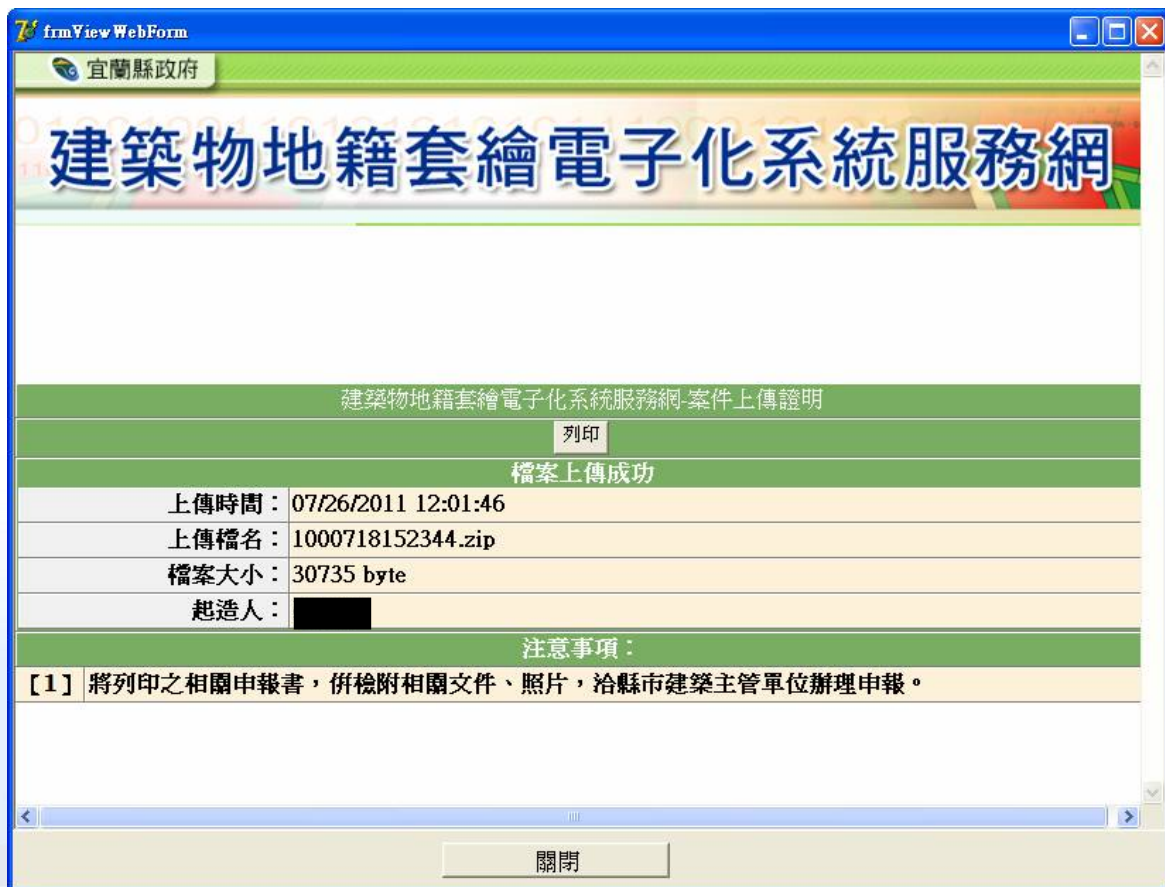 frmViewWebForm
宜蘭縣政府
建築物地籍套繪電子化系統服務網
建築物地籍套繪電子化系統服務網-案件上傳證明
列印
檔案上傳成功
上傳時間： 07/26/2011 12:01:46
上傳檔名： 1000718152344.zip
檔案大小： 30735 byte
起造人：
注意事項：
[1] 將列印之相關申報書，併檢附相關文件、照片，洽縣市建築主管單位辦理申報。
關閉